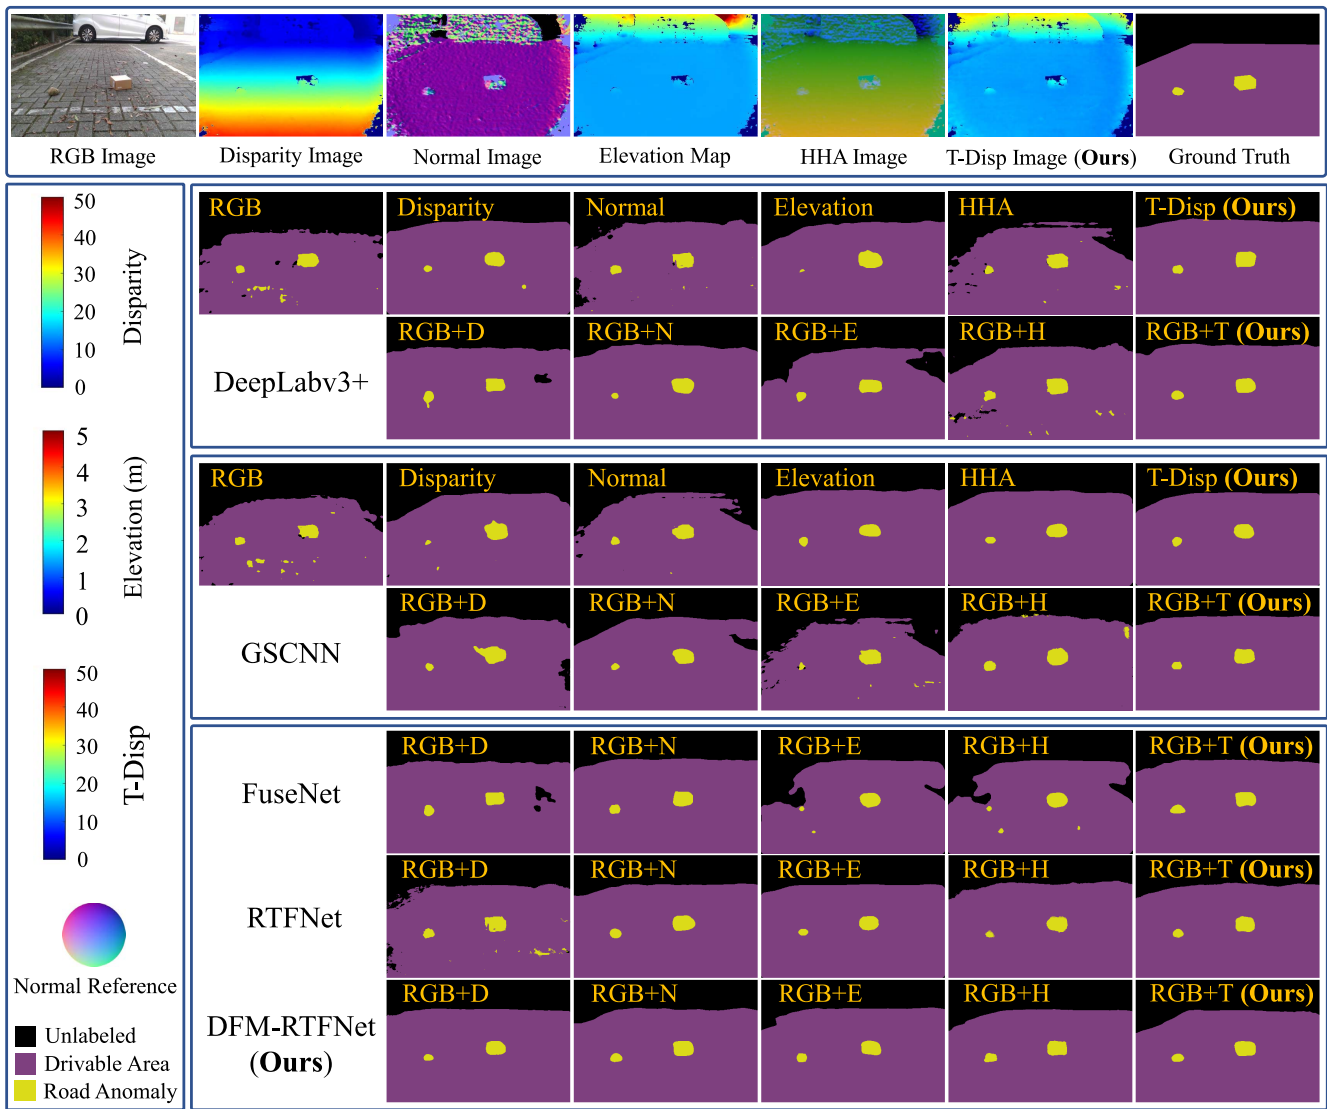 RGB Image
Disparity Image
Normal Image
Elevation Map
HHA Image
T-Disp Image (Ours)
Ground Truth
50
40
30
20
10
0
Disparity
5
4
3
2
1
0
Elevation (m)
50
40
30
20
10
0
T-Disp
Normal Reference
Unlabeled
Drivable Area
Road Anomaly
RGB
Disparity
Normal
Elevation
HHA
T-Disp (Ours)
DeepLabv3+
RGB+D
RGB+N
RGB+E
RGB+H
RGB+T (Ours)
RGB
Disparity
Normal
Elevation
HHA
T-Disp (Ours)
GSCNN
RGB+D
RGB+N
RGB+E
RGB+H
RGB+T (Ours)
FuseNet
RGB+D
RGB+N
RGB+E
RGB+H
RGB+T (Ours)
RTFNet
RGB+D
RGB+N
RGB+E
RGB+H
RGB+T (Ours)
DFM-RTFNet
(Ours)
RGB+D
RGB+N
RGB+E
RGB+H
RGB+T (Ours)